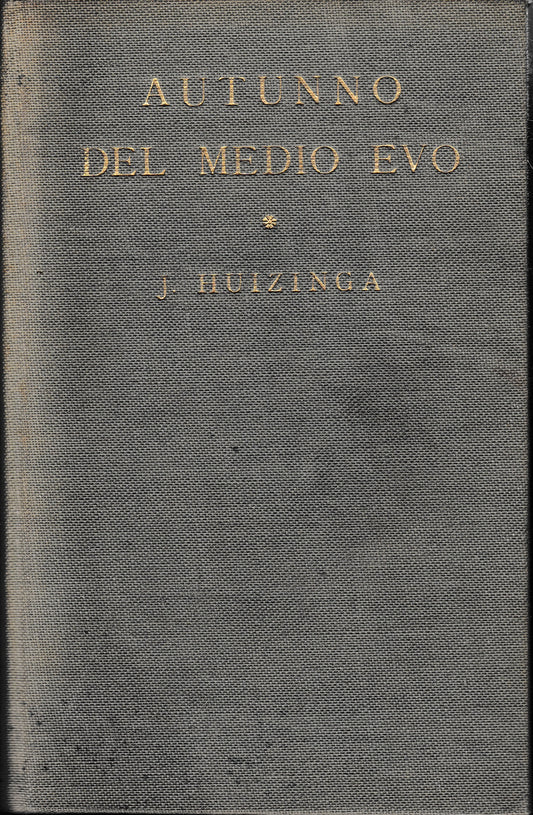 AUTUNNO
DEL MEDIO EVO
*
J. HUIZINGA